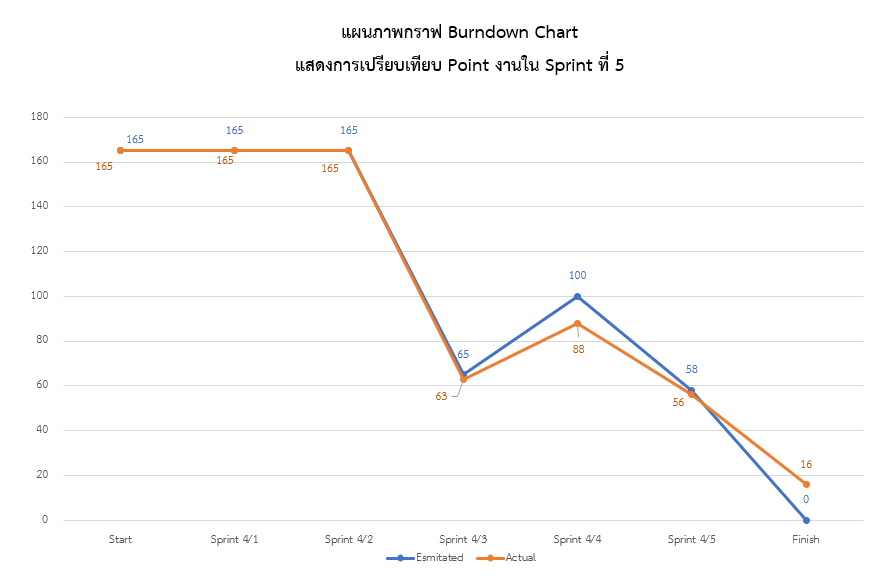 แผนภาพกราฟ Burndown Chart
แสดงการเปรียบเทียบ Point งานใน Sprint ที่ 5
180
160
140
120
100
80
60
40
20
0
165
165
165
165
165
165
65
63
100
88
58
56
16
0
Start
Sprint 4/1
Sprint 4/2
Sprint 4/3
Sprint 4/4
Sprint 4/5
Finish
Esmitated
Actual